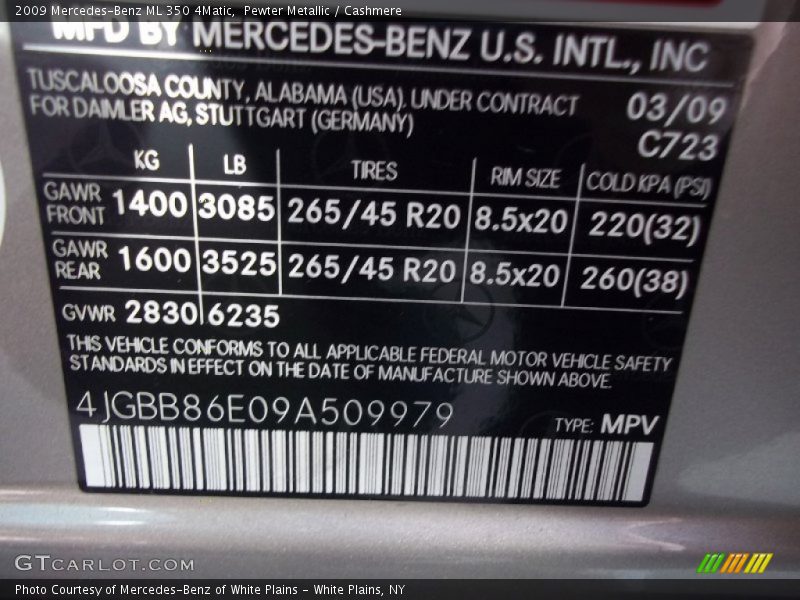 2009 Mercedes-Benz ML 350 4Matic, Pewter Metallic / Cashmere
MFD BY MERCEDES-BENZ U.S. INTL., INC
TUSCALOOSA COUNTY, ALABAMA (USA). UNDER CONTRACT 03/09
FOR DAIMLER AG, STUTTGART (GERMANY) C723
KG LB TIRES RIM SIZE COLD KPA (PSI)
GAWR FRONT 1400 3085 265/45 R20 8.5x20 220(32)
GAWR REAR 1600 3525 265/45 R20 8.5x20 260(38)
GVWR 2830 6235
THIS VEHICLE CONFORMS TO ALL APPLICABLE FEDERAL MOTOR VEHICLE SAFETY
STANDARDS IN EFFECT ON THE DATE OF MANUFACTURE SHOWN ABOVE.
4JGBB86E09A509979 TYPE: MPV
GTCARLOT.COM
Photo Courtesy of Mercedes-Benz of White Plains - White Plains, NY